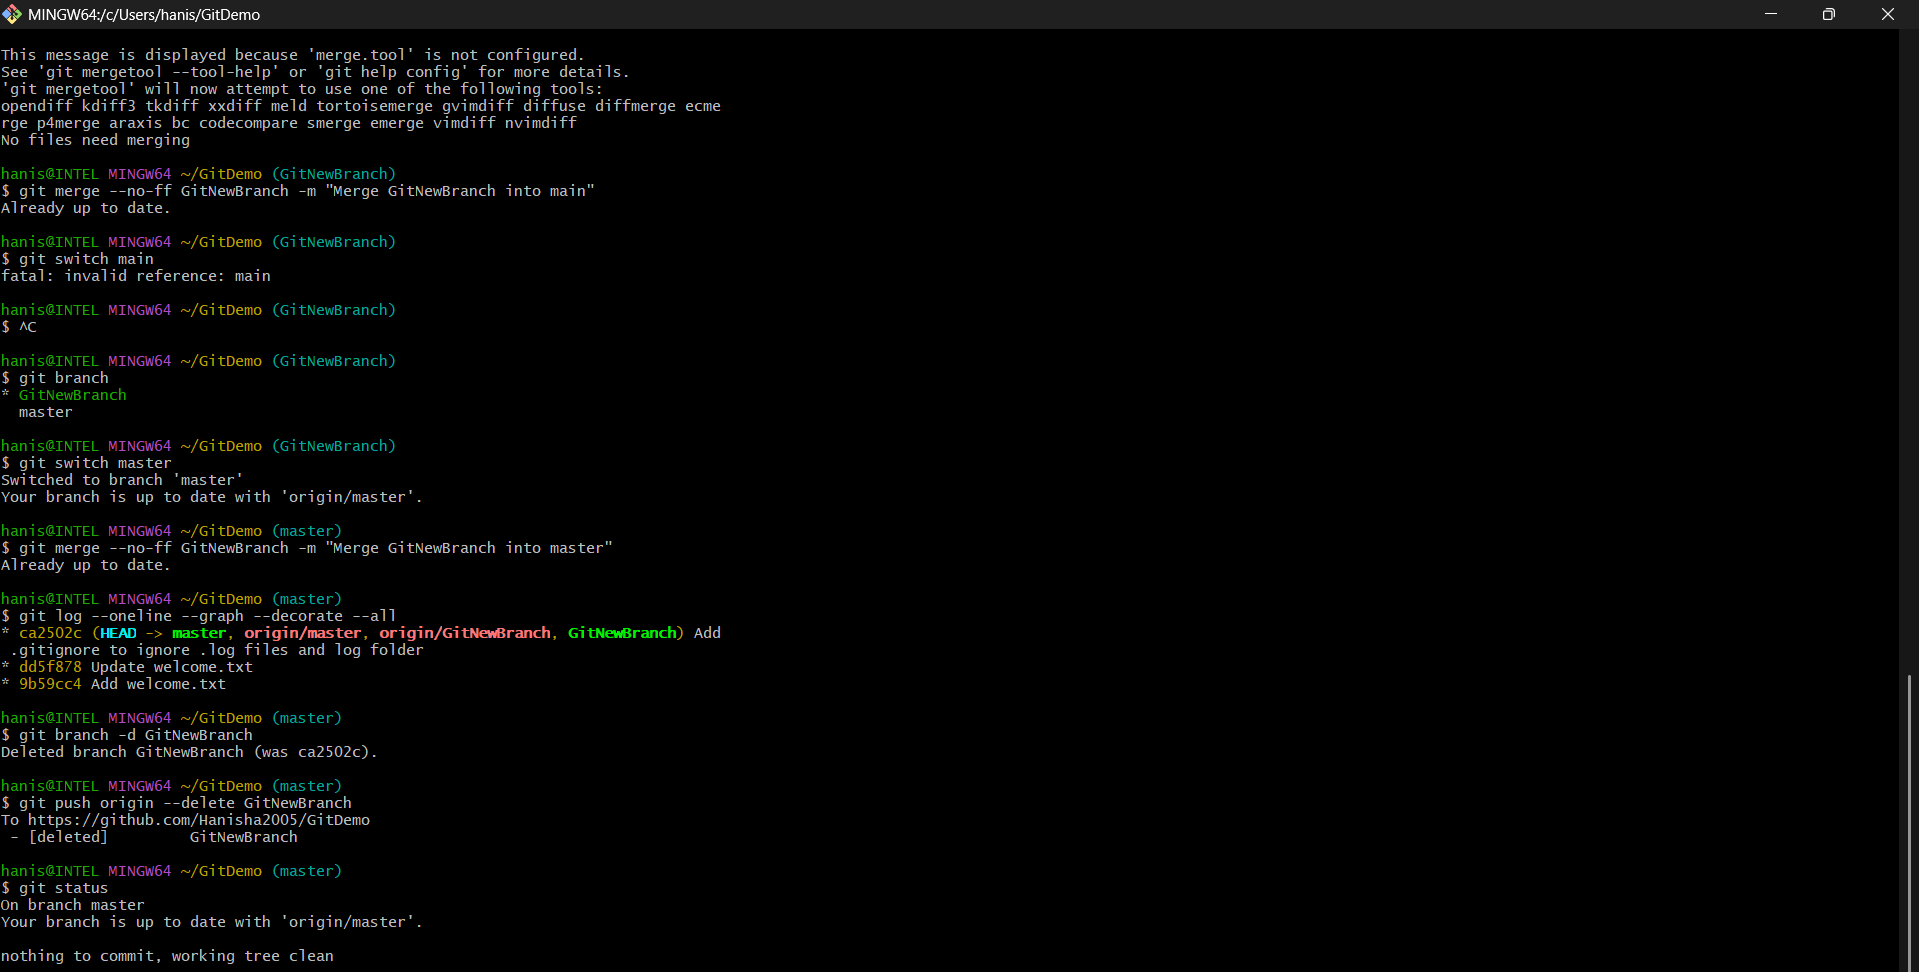 MINGW64:/c/Users/hanis/GitDemo
This message is displayed because 'merge.tool' is not configured.
See 'git mergetool --tool-help' or 'git help config' for more details.
'git mergetool' will now attempt to use one of the following tools:
opendiff kdiff3 tkdiff xxdiff meld tortoisemerge gvimdiff diffuse diffmerge ecme
rge p4merge araxis bc codecompare smerge emerge vimdiff nvimdiff
No files need merging
hanis@INTEL MINGW64 ~/GitDemo (GitNewBranch)
$ git merge --no-ff GitNewBranch -m "Merge GitNewBranch into main"
Already up to date.
hanis@INTEL MINGW64 ~/GitDemo (GitNewBranch)
$ git switch main
fatal: invalid reference: main
hanis@INTEL MINGW64 ~/GitDemo (GitNewBranch)
$ ^C
hanis@INTEL MINGW64 ~/GitDemo (GitNewBranch)
$ git branch
* GitNewBranch
  master
hanis@INTEL MINGW64 ~/GitDemo (GitNewBranch)
$ git switch master
Switched to branch 'master'
Your branch is up to date with 'origin/master'.
hanis@INTEL MINGW64 ~/GitDemo (master)
$ git merge --no-ff GitNewBranch -m "Merge GitNewBranch into master"
Already up to date.
hanis@INTEL MINGW64 ~/GitDemo (master)
$ git log --oneline --graph --decorate --all
* ca2502c (HEAD -> master, origin/master, origin/GitNewBranch, GitNewBranch) Add
 .gitignore to ignore .log files and log folder
* dd5f878 Update welcome.txt
* 9b59cc4 Add welcome.txt
hanis@INTEL MINGW64 ~/GitDemo (master)
$ git branch -d GitNewBranch
Deleted branch GitNewBranch (was ca2502c).
hanis@INTEL MINGW64 ~/GitDemo (master)
$ git push origin --delete GitNewBranch
To https://github.com/Hanisha2005/GitDemo
 - [deleted]         GitNewBranch
hanis@INTEL MINGW64 ~/GitDemo (master)
$ git status
On branch master
Your branch is up to date with 'origin/master'.
nothing to commit, working tree clean